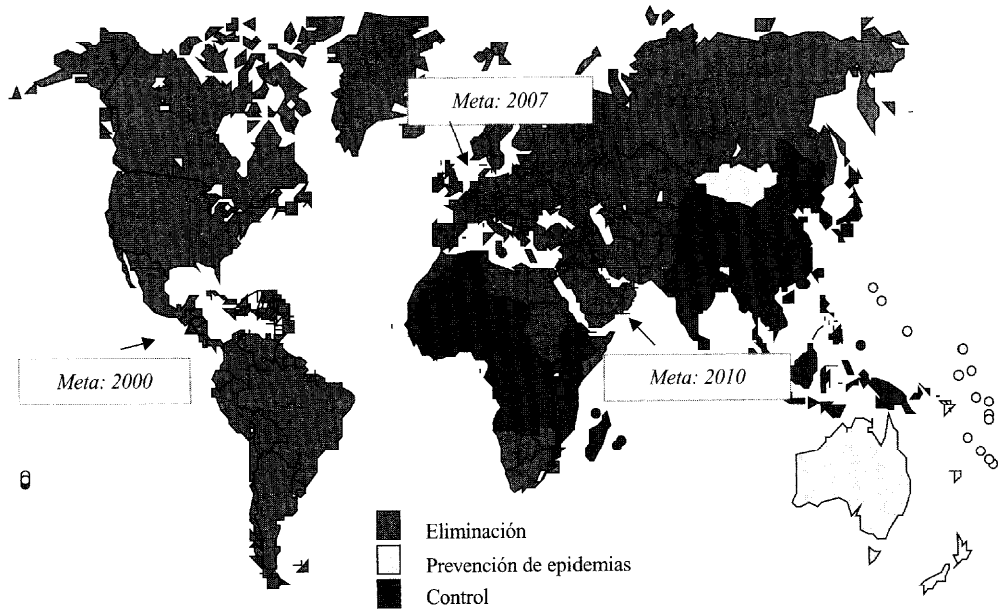 Meta: 2007
Meta: 2000
Meta: 2010
Eliminación
Prevención de epidemias
Control